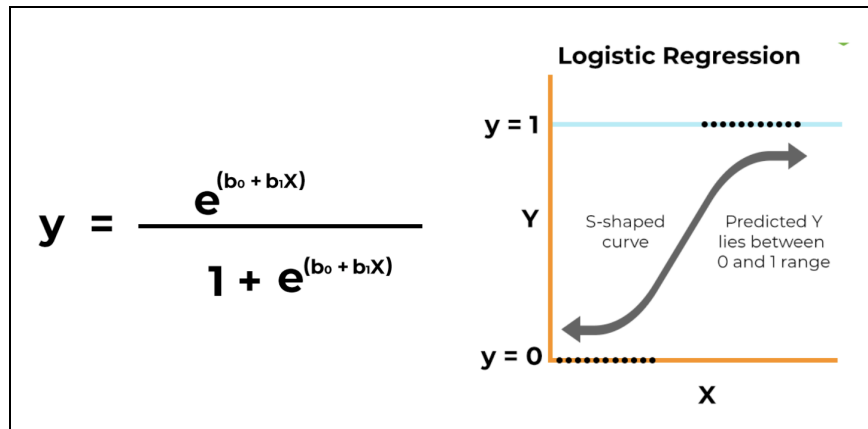 y = e^(b₀ + b₁X)
1 + e^(b₀ + b₁X)
Logistic Regression
y = 1
Y
S-shaped
curve
Predicted Y
lies between
0 and 1 range
y = 0
X